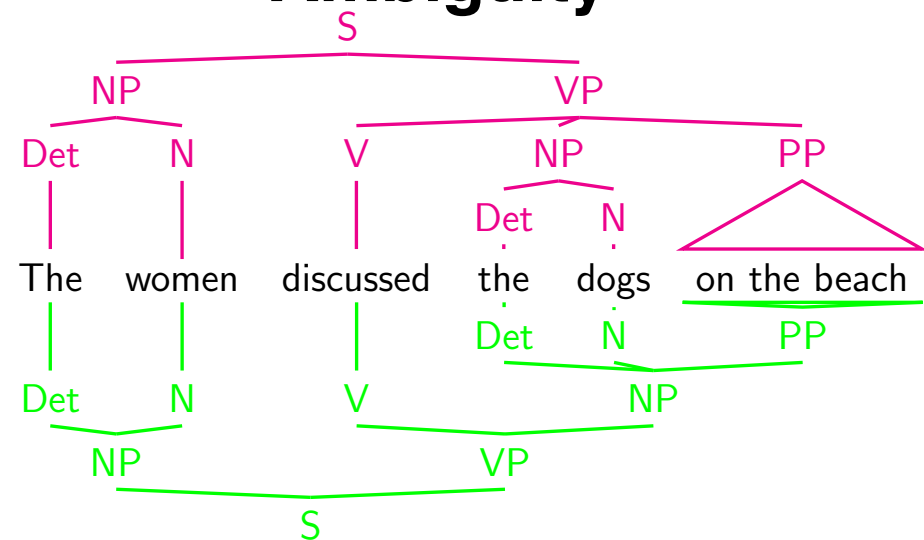 Ambiguity
S
NP VP
Det N V NP PP
Det N
The women discussed the dogs on the beach
Det N PP
Det N V NP
NP VP
S